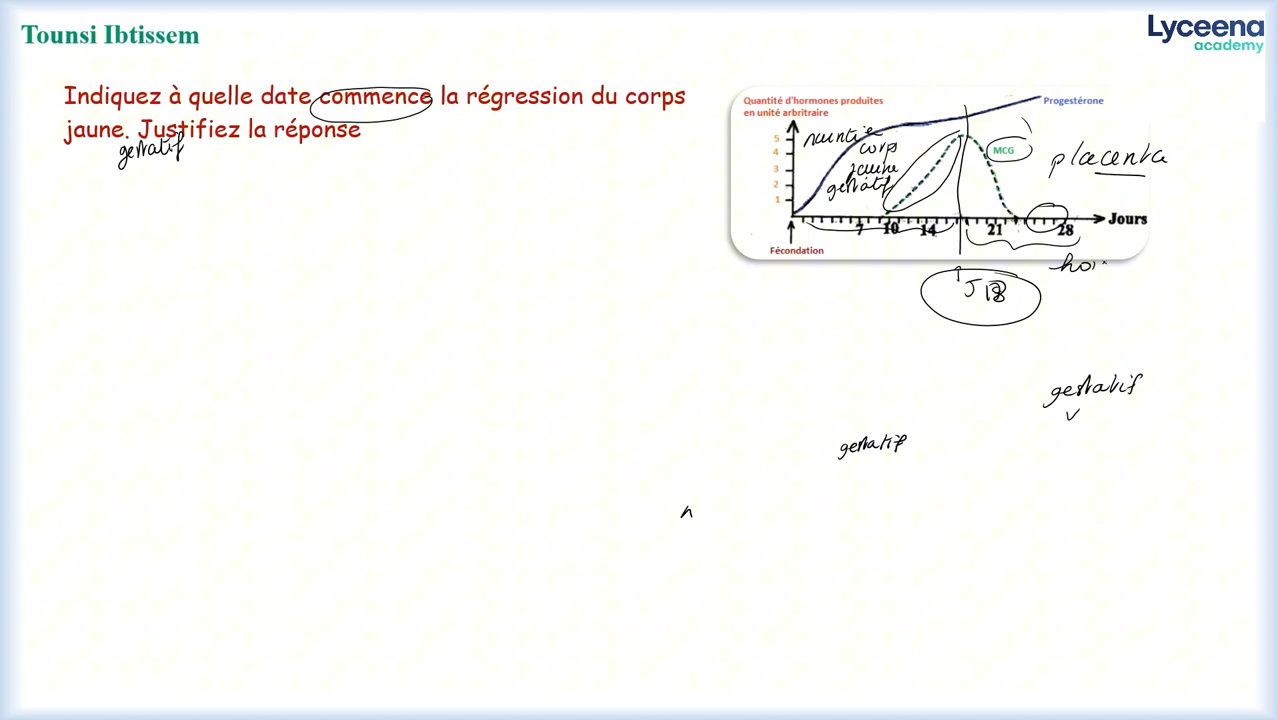 Tounsi Ibtissem
Lyceena
academy
Indiquez à quelle date commence la régression du corps
jaune. Justifiez la réponse
gestatif
Quantité d'hormones produites
en unité arbritraire
Progestérone
5
4
3
2
1
corps
jaune
gestatif
MCG
placenta
7 10 14 21 28 Jours
Fécondation
gestatif
gestatif